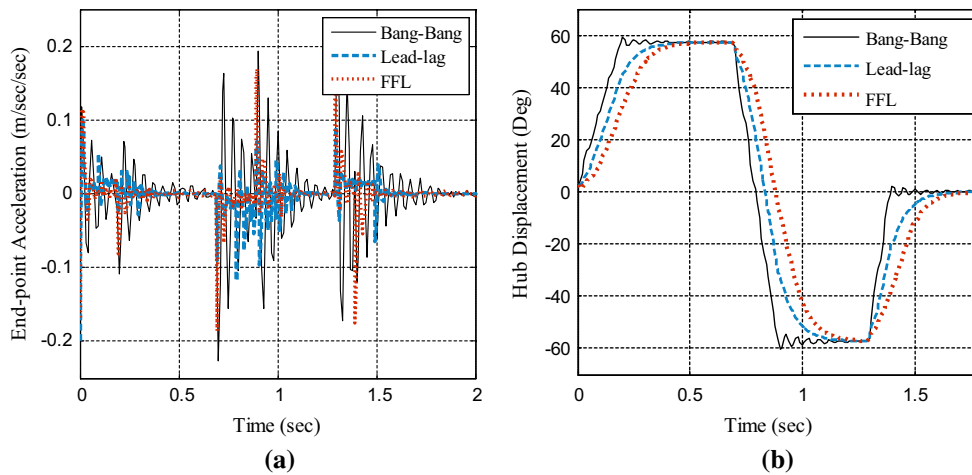 End-point Acceleration (m/sec/sec)
0.2
0.1
0
-0.1
-0.2
0 0.5 1 1.5 2
Time (sec)
Bang-Bang
Lead-lag
FFL
(a)
Hub Displacement (Deg)
60
40
20
0
-20
-40
-60
0 0.5 1 1.5
Time (sec)
Bang-Bang
Lead-lag
FFL
(b)